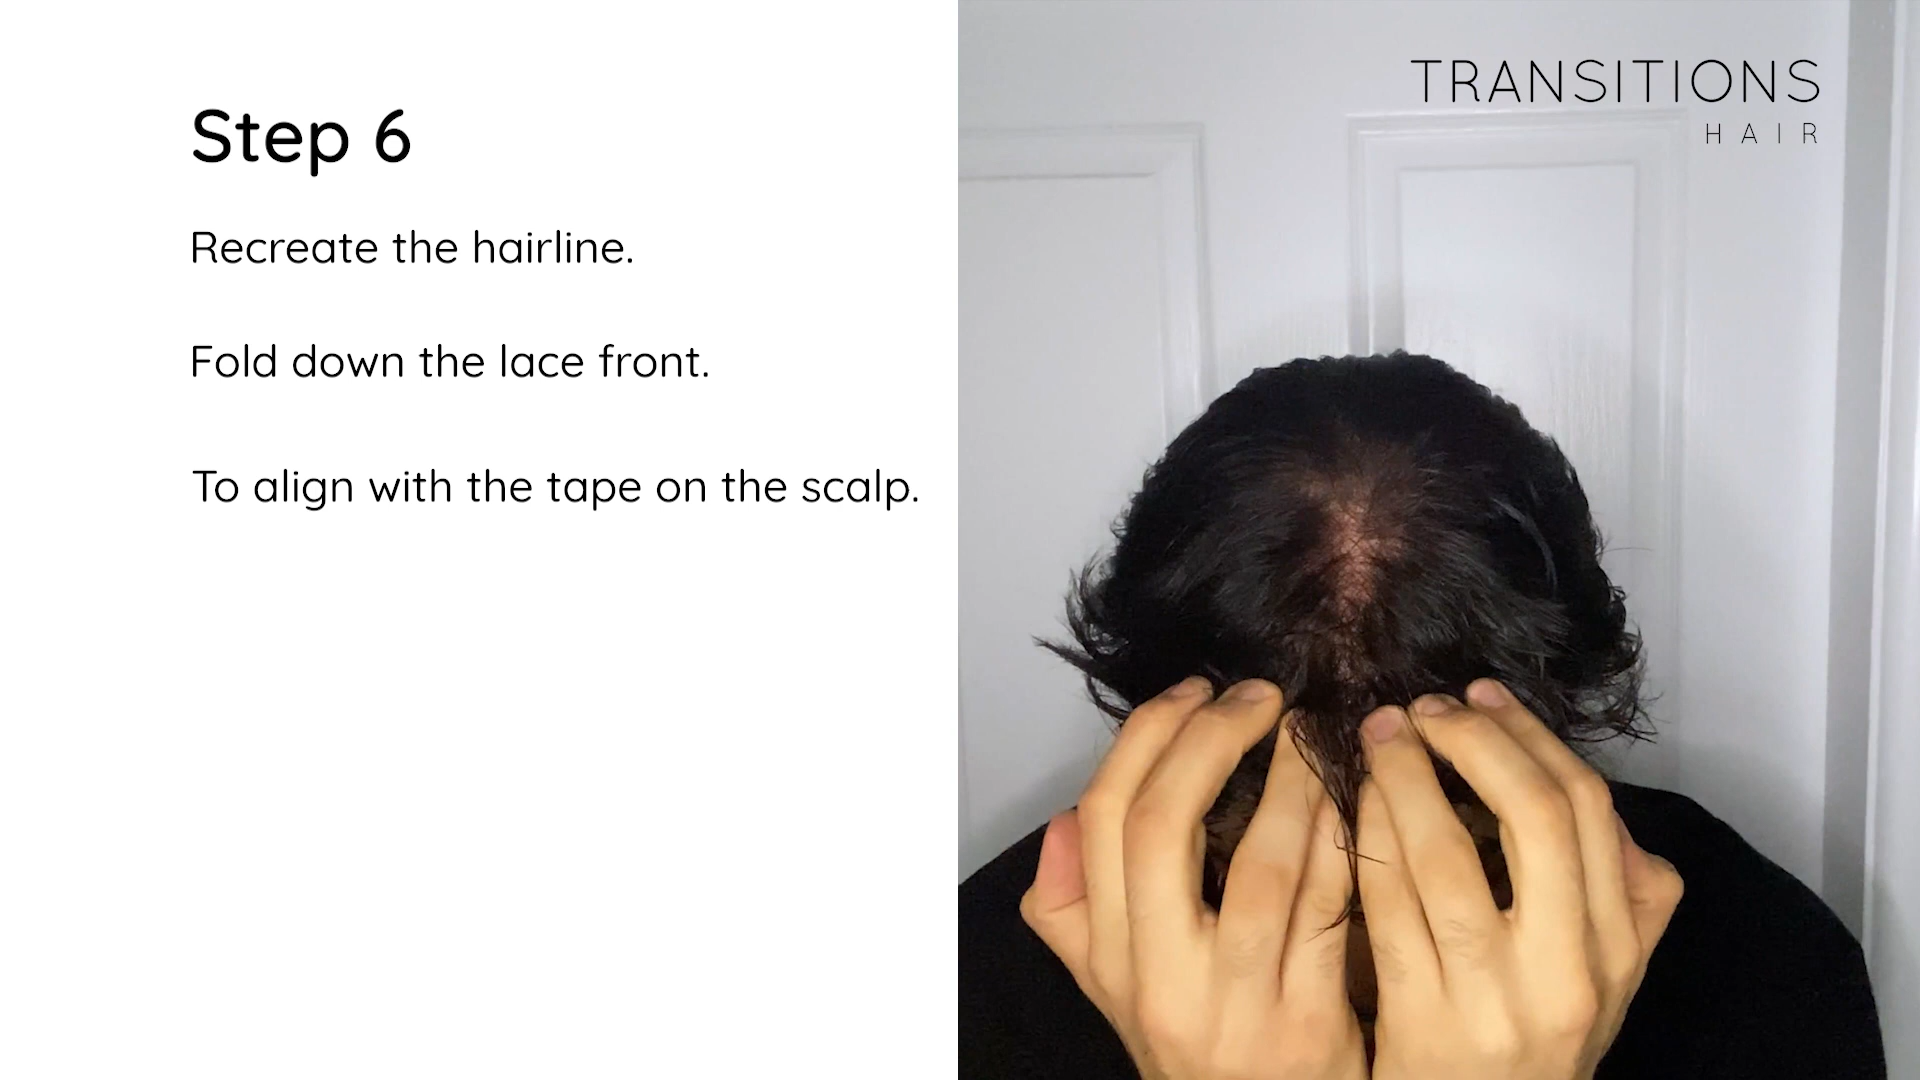 Step 6
Recreate the hairline.
Fold down the lace front.
To align with the tape on the scalp.
TRANSITIONS
HAIR